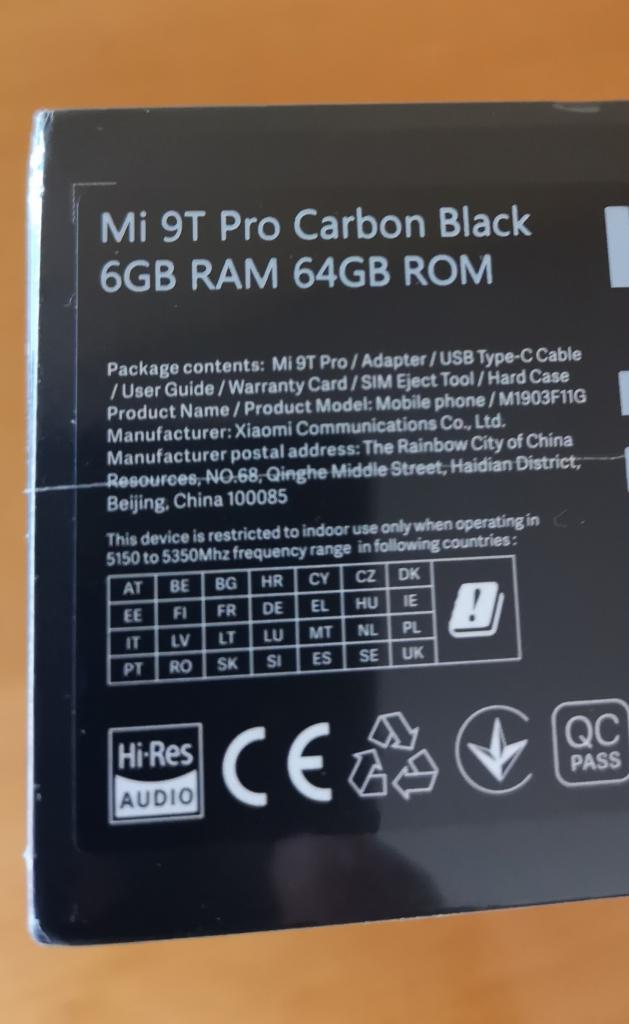 Mi 9T Pro Carbon Black
6GB RAM 64GB ROM
Package contents: Mi 9T Pro / Adapter / USB Type-C Cable
/ User Guide / Warranty Card / SIM Eject Tool / Hard Case
Product Name / Product Model: Mobile phone / M1903F11G
Manufacturer: Xiaomi Communications Co., Ltd.
Manufacturer postal address: The Rainbow City of China
Resources, NO.68, Qinghe Middle Street, Haidian District,
Beijing, China 100085
This device is restricted to indoor use only when operating in
5150 to 5350Mhz frequency range in following countries:
AT BE BG HR CY CZ DK
EE FI FR DE EL HU IE
IT LV LT LU MT NL PL
PT RO SK SI ES SE UK
Hi-Res
AUDIO
CE
QC
PASS